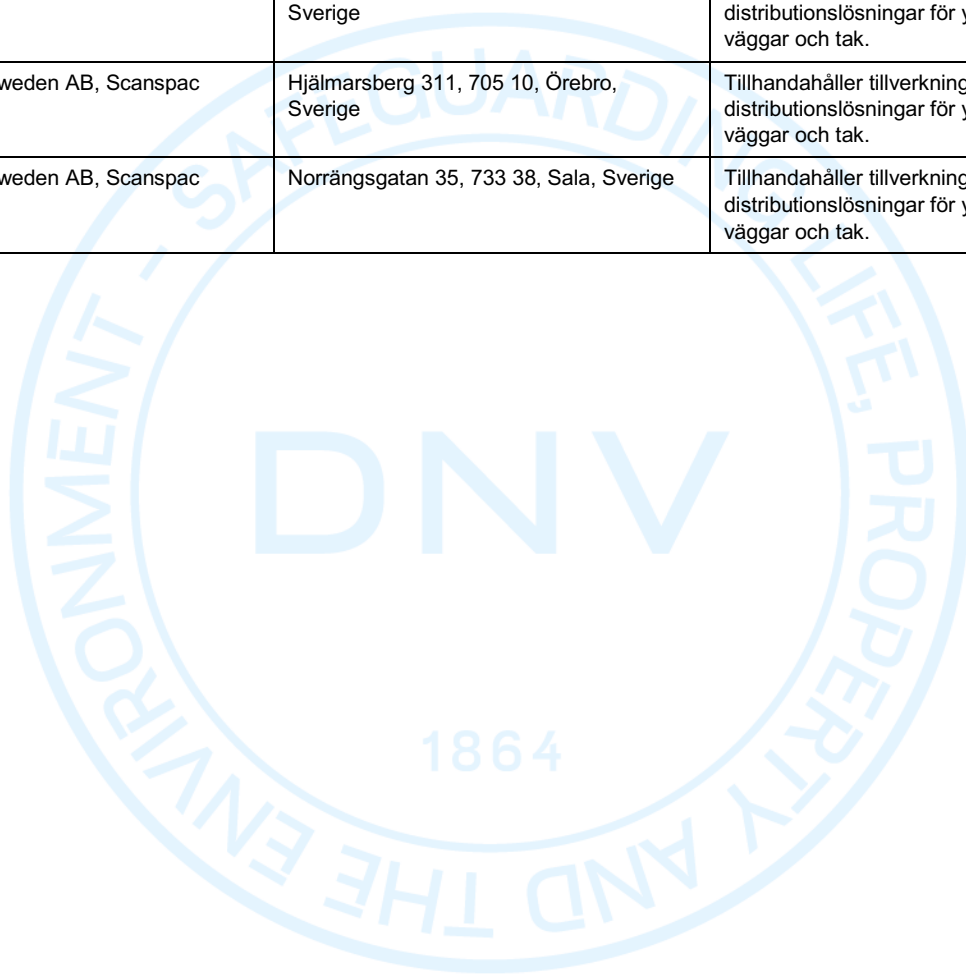 Sverige
distributionslösningar för
väggar och tak.
Sweden AB, Scanspac
Hjälmarsberg 311, 705 10, Örebro,
Sverige
Tillhandahåller tillverkning
distributionslösningar för
väggar och tak.
Sweden AB, Scanspac
Norrängsgatan 35, 733 38, Sala, Sverige
Tillhandahåller tillverkning
distributionslösningar för
väggar och tak.
SAFEGUARDING LIFE, PROPERTY AND THE ENVIRONMENT –
DNV
1864